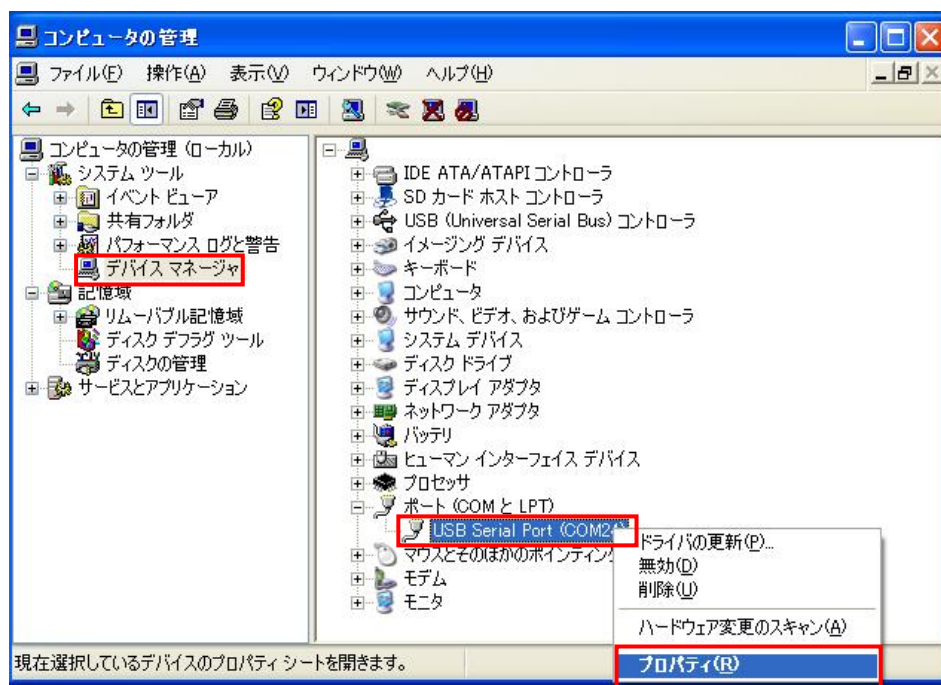 コンピュータの管理
ファイル(F) 操作(A) 表示(V) ウィンドウ(W) ヘルプ(H)
コンピュータの管理 (ローカル)
システム ツール
イベント ビューア
共有フォルダ
パフォーマンス ログと警告
デバイス マネージャ
記憶域
リムーバブル記憶域
ディスク デフラグ ツール
ディスクの管理
サービスとアプリケーション
IDE ATA/ATAPI コントローラ
SD カード ホスト コントローラ
USB (Universal Serial Bus) コントローラ
イメージング デバイス
キーボード
コンピュータ
サウンド、ビデオ、およびゲーム コントローラ
システム デバイス
ディスク ドライブ
ディスプレイ アダプタ
ネットワーク アダプタ
バッテリ
ヒューマン インターフェイス デバイス
プロセッサ
ポート (COM と LPT)
USB Serial Port
マウスとそのほかのポインティング
モデム
モニタ
ドライバの更新(P)...
無効(D)
削除(U)
ハードウェア変更のスキャン(A)
プロパティ(R)
現在選択しているデバイスのプロパティ シートを開きます。